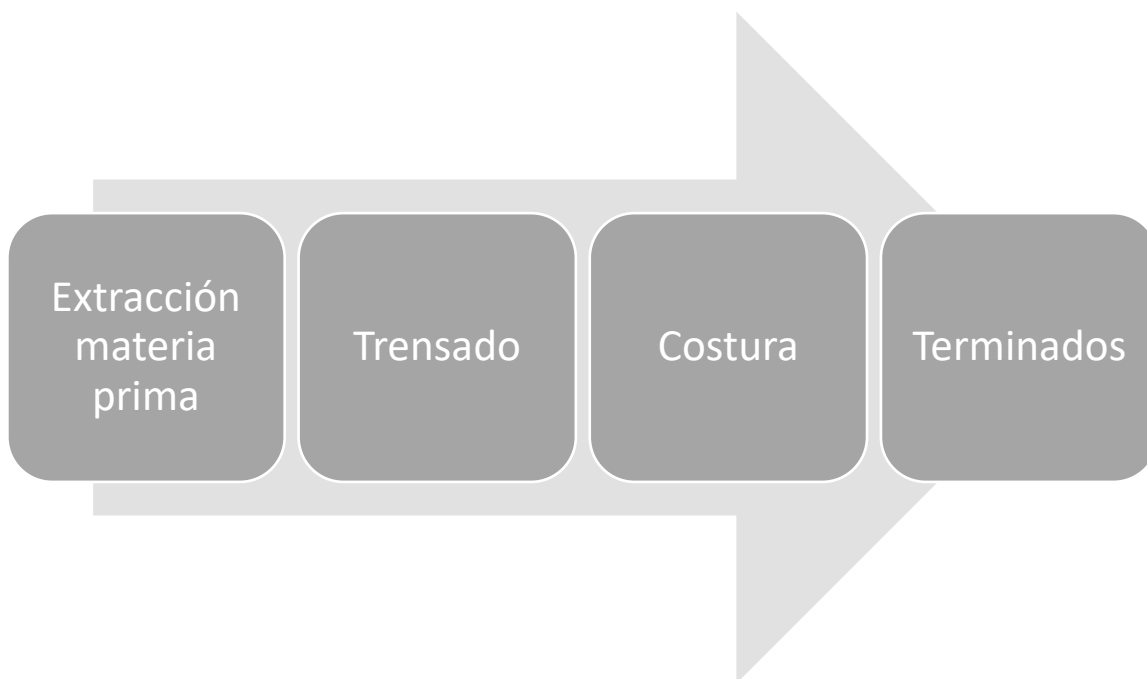 Extracción
materia
prima
Trensado
Costura
Terminados